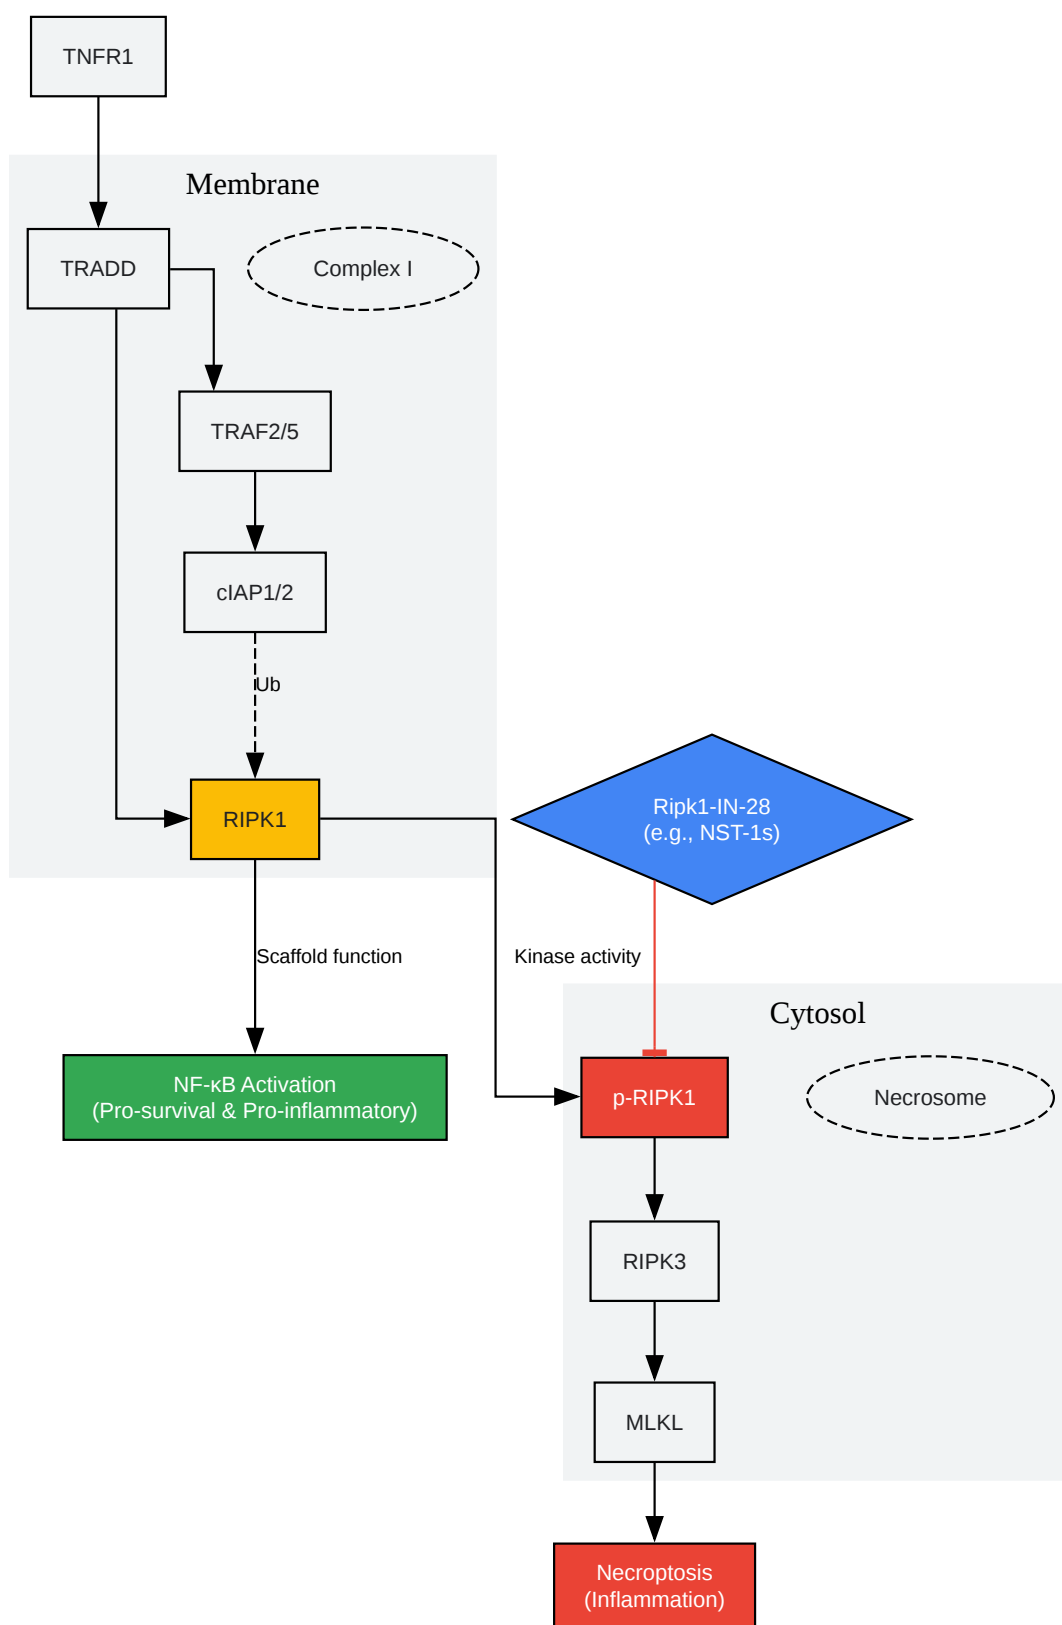 TNFR1
Membrane
TRADD
Complex I
TRAF2/5
cIAP1/2
Ub
RIPK1
Ripk1-IN-28
(e.g., NST-1s)
Scaffold function
Kinase activity
Cytosol
NF-κB Activation
(Pro-survival & Pro-inflammatory)
p-RIPK1
Necrosome
RIPK3
MLKL
Necroptosis
(Inflammation)